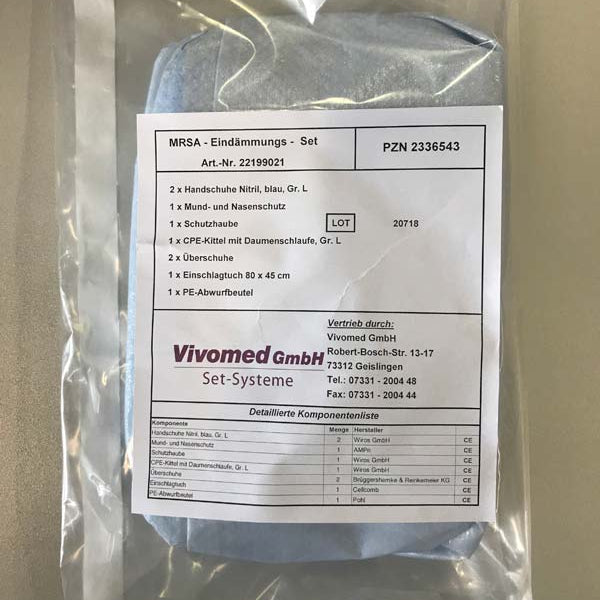 MRSA - Eindämmungs - Set
Art.-Nr. 22199021
PZN 2336543
2 x Handschuhe Nitril, blau, Gr. L
1 x Mund- und Nasenschutz
1 x Schutzhaube LOT 20718
1 x CPE-Kittel mit Daumenschlaufe, Gr. L
2 x Überschuhe
1 x Einschlagtuch 80 x 45 cm
1 x PE-Abwurfbeutel
Vivomed GmbH
Set-Systeme
Vertrieb durch:
Vivomed GmbH
Robert-Bosch-Str. 13-17
73312 Geislingen
Tel.: 07331 - 2004 48
Fax: 07331 - 2004 44
Detaillierte Komponentenliste
Komponente Menge Hersteller
Handschuhe Nitril, blau, Gr. L 2 Wiros GmbH CE
Mund- und Nasenschutz 1 AMPri CE
Schutzhaube 1 Wiros GmbH CE
CPE-Kittel mit Daumenschlaufe, Gr. L 1 Wiros GmbH CE
Überschuhe 2 Brüggershemke & Reinkemeier KG CE
Einschlagtuch 1 Cellcomb CE
PE-Abwurfbeutel 1 Pohl CE